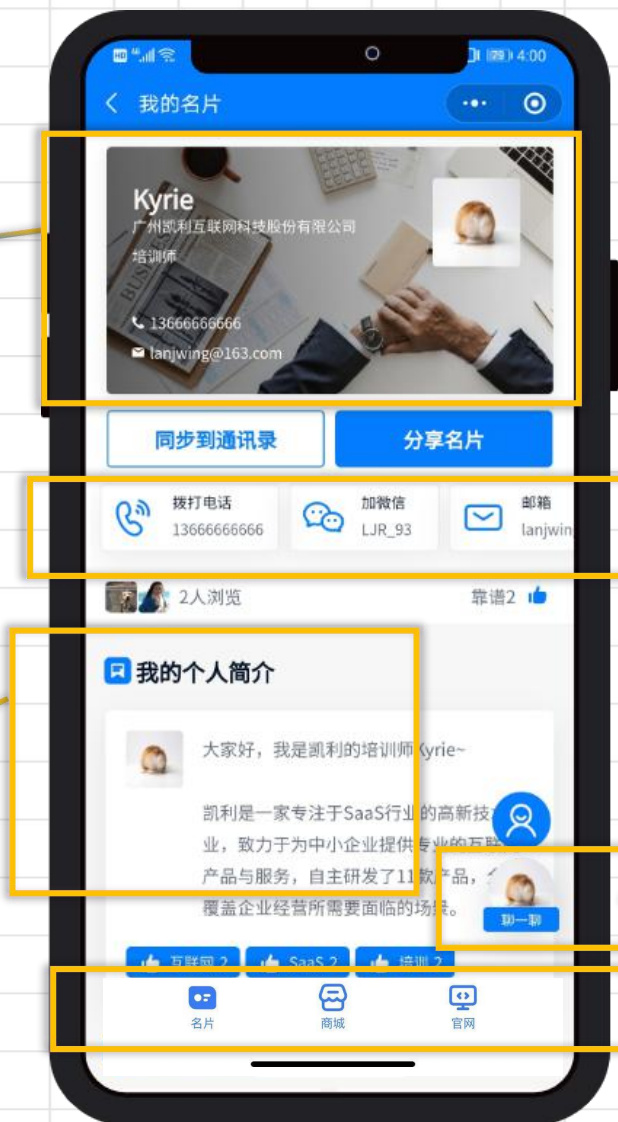 HD 4G 29 4:00
我的名片
Kyrie
广州凯利互联网科技股份有限公司
培训师
BUSI
13666666666
lanjwing@163.com
同步到通讯录
分享名片
拨打电话
13666666666
加微信
LJR_93
邮箱
lanjwin
2人浏览
靠谱2
我的个人简介
大家好，我是凯利的培训师Kyrie~
凯利是一家专注于SaaS行业的高新技
业，致力于为中小企业提供专业的互联
产品与服务，自主研发了11款产品，
覆盖企业经营所需要面临的场景。
聊一聊
互联网 2
SaaS 2
培训 2
名片
商城
官网